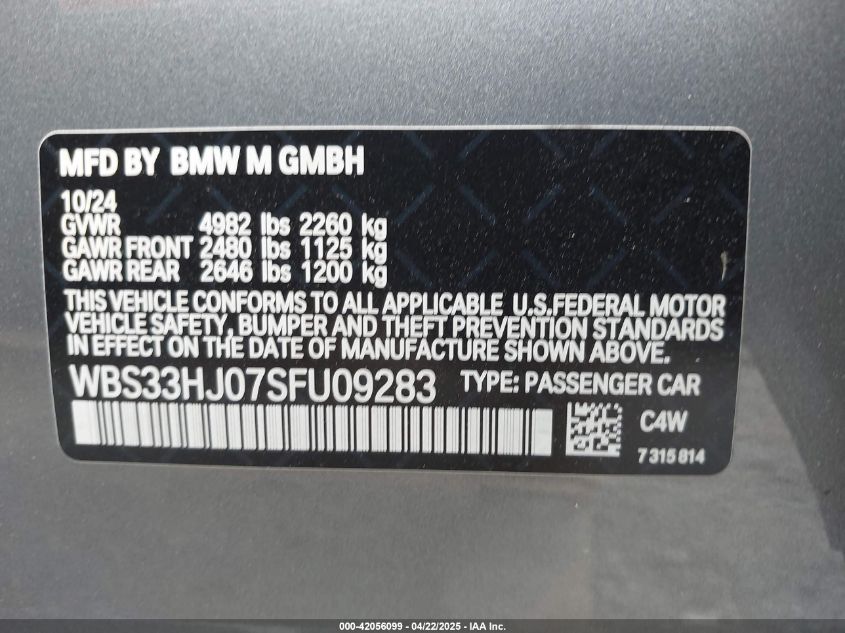 MFD BY BMW M GMBH
10/24
GVWR 4982 lbs 2260 kg
GAWR FRONT 2480 lbs 1125 kg
GAWR REAR 2646 lbs 1200 kg
THIS VEHICLE CONFORMS TO ALL APPLICABLE U.S.FEDERAL MOTOR
VEHICLE SAFETY, BUMPER AND THEFT PREVENTION STANDARDS
IN EFFECT ON THE DATE OF MANUFACTURE SHOWN ABOVE.
WBS33HJ07SFU09283 TYPE: PASSENGER CAR
C4W
7315814
000-42056099 - 04/22/2025 - IAA Inc.